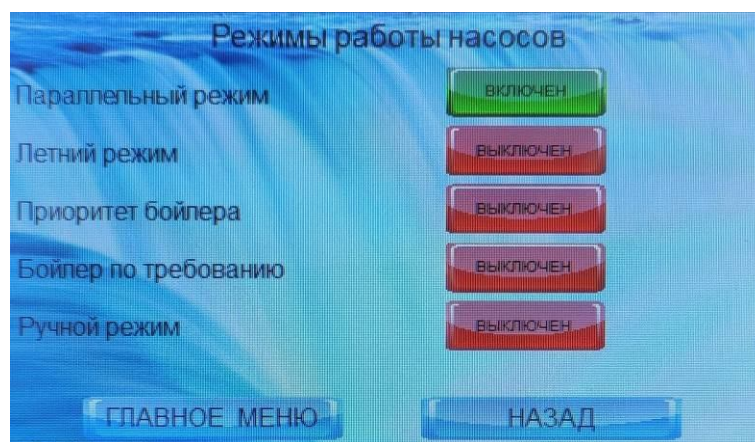 Режимы работы насосов
Параллельный режим ВКЛЮЧЕН
Летний режим ВЫКЛЮЧЕН
Приоритет бойлера ВЫКЛЮЧЕН
Бойлер по требованию ВЫКЛЮЧЕН
Ручной режим ВЫКЛЮЧЕН
ГЛАВНОЕ МЕНЮ НАЗАД